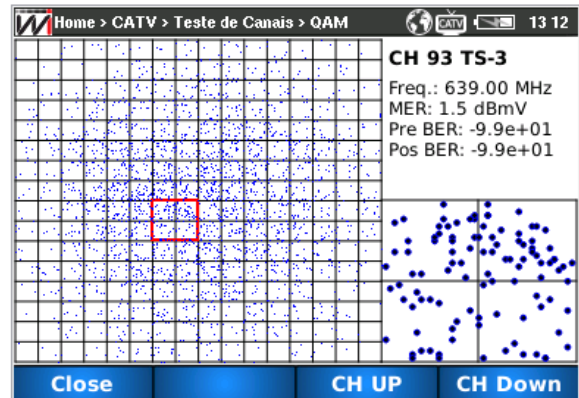 Home > CATV > Teste de Canais > QAM
CATV
13 12
CH 93 TS-3
Freq.: 639.00 MHz
MER: 1.5 dBmV
Pre BER: -9.9e+01
Pos BER: -9.9e+01
Close
CH UP
CH Down